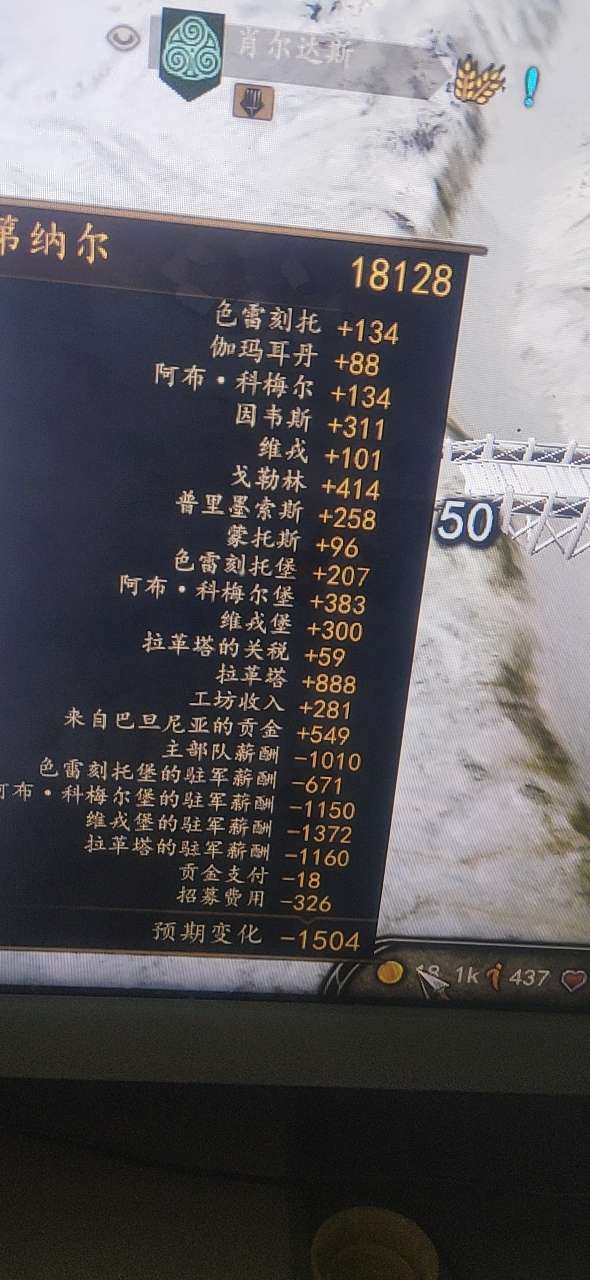 肖尔达斯
第纳尔
18128
色雷刻托 +134
伽玛耳丹 +88
阿布·科梅尔 +134
因韦斯 +311
维戎 +101
戈勒林 +414
普里墨索斯 +258
蒙托斯 +96
色雷刻托堡 +207
阿布·科梅尔堡 +383
维戎堡 +300
拉革塔的关税 +59
拉革塔 +888
工坊收入 +281
来自巴旦尼亚的贡金 +549
主部队薪酬 -1010
色雷刻托堡的驻军薪酬 -671
阿布·科梅尔堡的驻军薪酬 -1150
维戎堡的驻军薪酬 -1372
拉革塔的驻军薪酬 -1160
贡金支付 -18
招募费用 -326
预期变化 -1504
50
18.1k 437